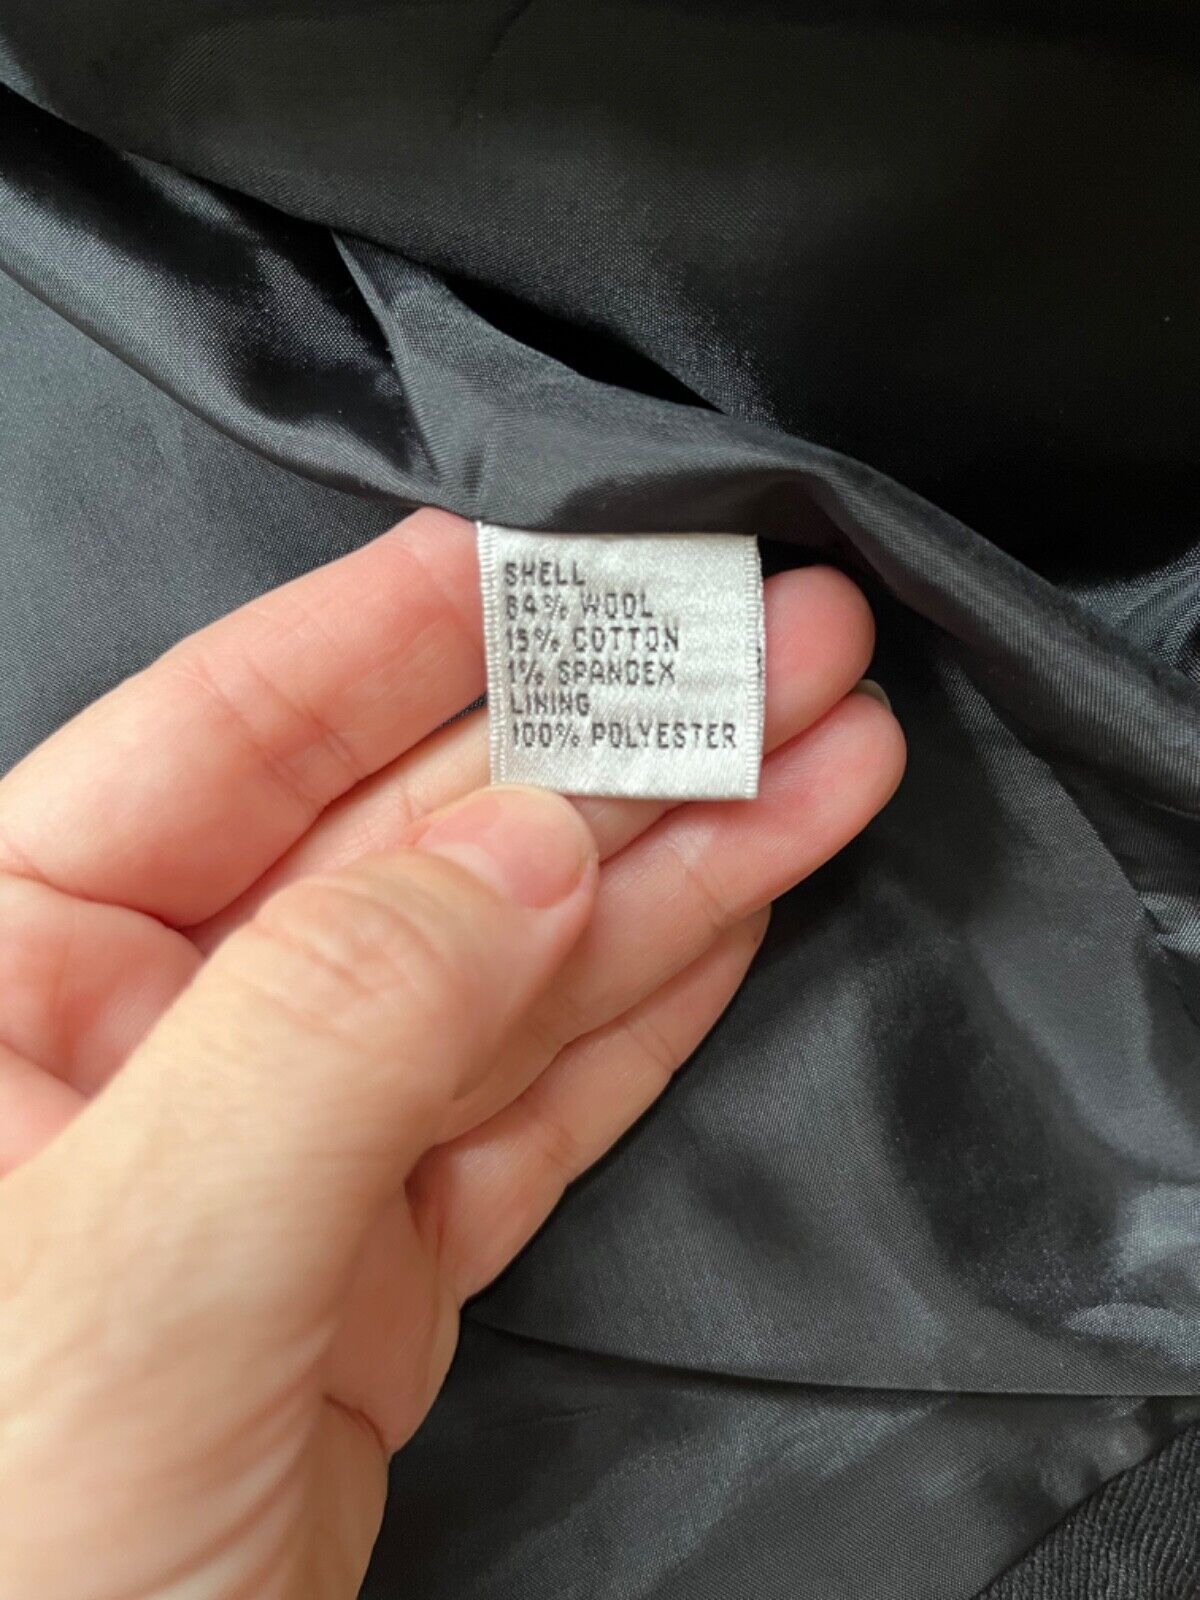 SHELL
84% WOOL
15% COTTON
1% SPANDEX
LINING
100% POLYESTER